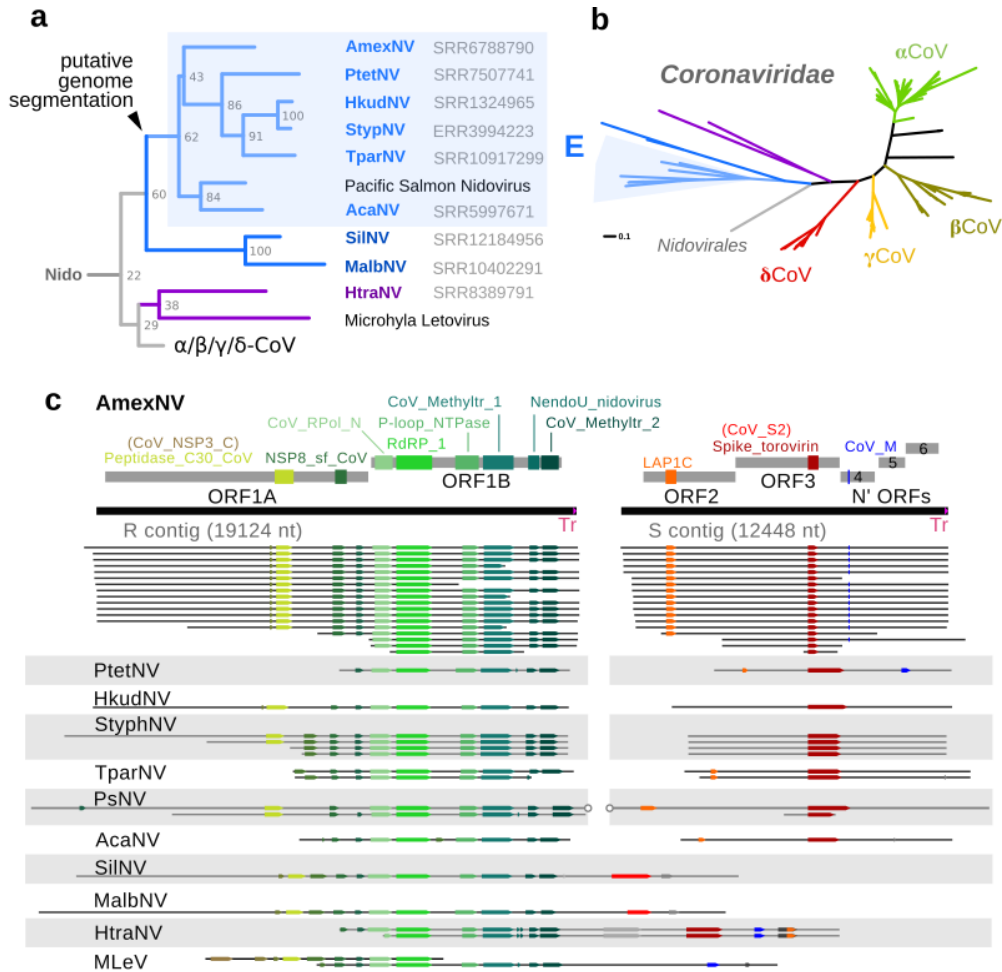 a
putative
genome
segmentation
AmexNV SRR6788790
43
PtetNV SRR7507741
86
HkudNV SRR1324965
100
StypNV ERR3994223
91
62
TparNV SRR10917299
Pacific Salmon Nidovirus
84
60
AcaNV SRR5997671
SilNV SRR12184956
100
MalbNV SRR10402291
Nido
22
HtraNV SRR8389791
38
Microhyla Letovirus
29
α/β/γ/δ-CoV
b
αCoV
Coronaviridae
E
0.1
Nidovirales
βCoV
γCoV
δCoV
c
AmexNV
CoV_Methyltr_1
NendoU_nidovirus
CoV_RPol_N
P-loop_NTPase
CoV_Methyltr_2
(CoV_NSP3_C)
RdRP_1
Peptidase_C30_CoV
NSP8_sf_CoV
(CoV_S2)
Spike_torovirin
CoV_M
LAP1C
6
5
4
ORF1A
ORF1B
ORF2
ORF3
N' ORFs
Tr
Tr
R contig (19124 nt)
S contig (12448 nt)
PtetNV
HkudNV
StyphNV
TparNV
PsNV
AcaNV
SilNV
MalbNV
HtraNV
MLeV